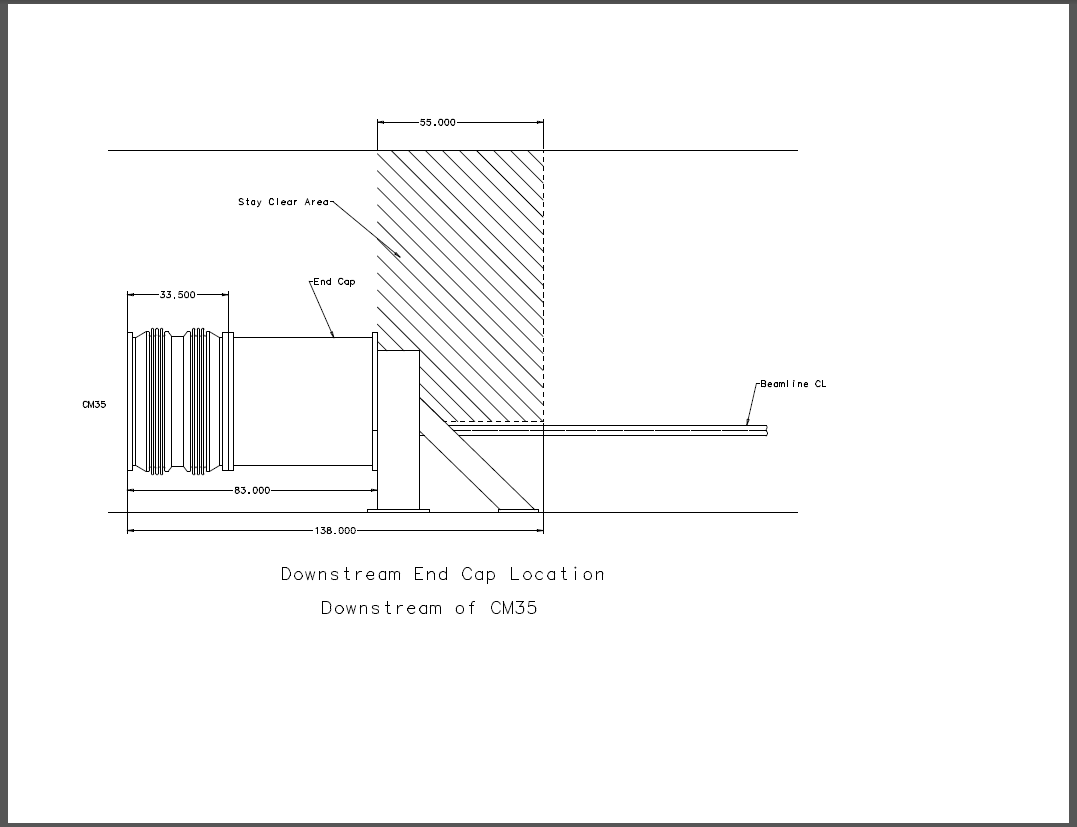 55.000
Stay Clear Area
End Cap
33.500
Beamline CL
CM35
83.000
138.000
Downstream End Cap Location
Downstream of CM35